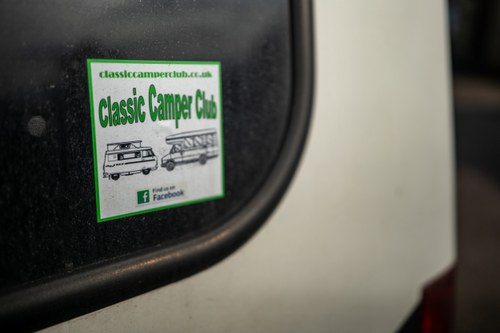 classiccamperclub.co.uk
Classic Camper Club
f Find us on
Facebook